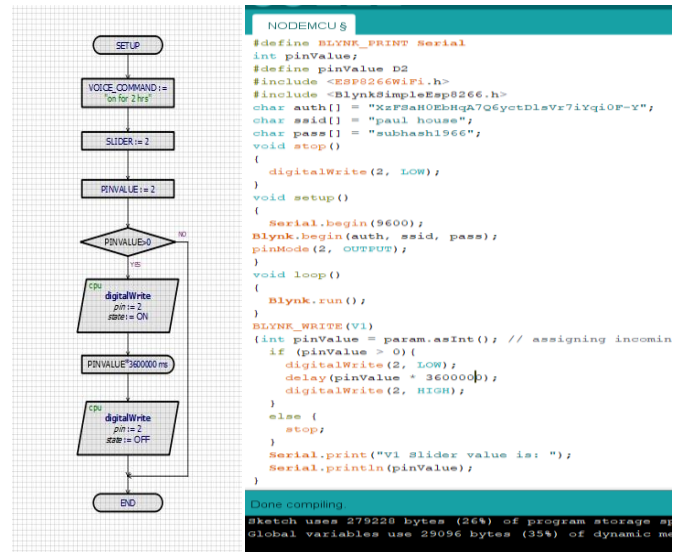 SETUP
VOICE_COMMAND :=
"on for 2 hrs"
SLIDER := 2
PINVALUE := 2
PINVALUE>0
NO
YES
cpu
digitalWrite
pin := 2
state := ON
PINVALUE*3600000 ms
cpu
digitalWrite
pin := 2
state := OFF
END
NODEMCU §
#define BLYNK_PRINT Serial
int pinValue;
#define pinValue D2
#include <ESP8266WiFi.h>
#include <BlynkSimpleEsp8266.h>
char auth[] = "XzFSaH0EbHqA7Q6yctDlsVr7iYqi0F-Y";
char ssid[] = "paul house";
char pass[] = "subhash1966";
void stop()
{
digitalWrite(2, LOW);
}
void setup()
{
Serial.begin(9600);
Blynk.begin(auth, ssid, pass);
pinMode(2, OUTPUT);
}
void loop()
{
Blynk.run();
}
BLYNK_WRITE(V1)
{int pinValue = param.asInt(); // assigning incomin
if (pinValue > 0){
digitalWrite(2, LOW);
delay(pinValue * 3600000);
digitalWrite(2, HIGH);
}
else {
stop;
}
Serial.print("V1 Slider value is: ");
Serial.println(pinValue);
}
Done compiling.
Sketch uses 279228 bytes (26%) of program storage sp
Global variables use 29096 bytes (35%) of dynamic me